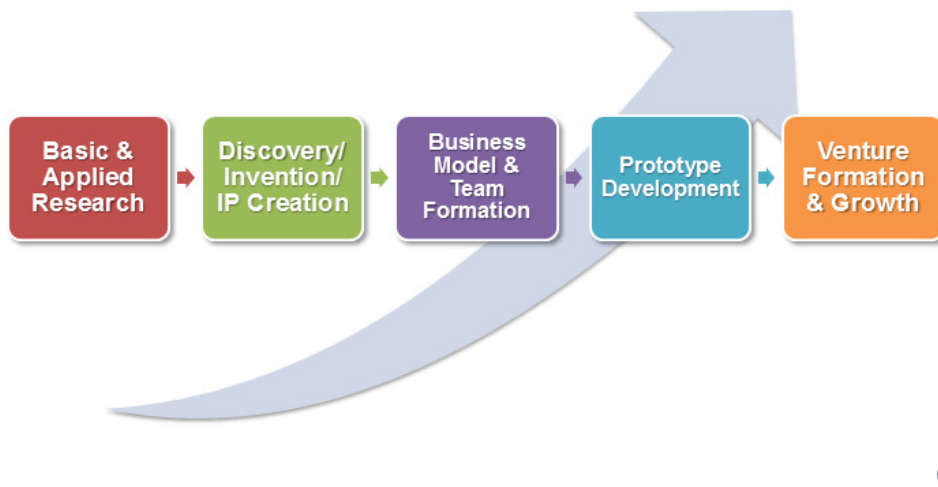 Basic &
Applied
Research
Discovery/
Invention/
IP Creation
Business
Model &
Team
Formation
Prototype
Development
Venture
Formation
& Growth